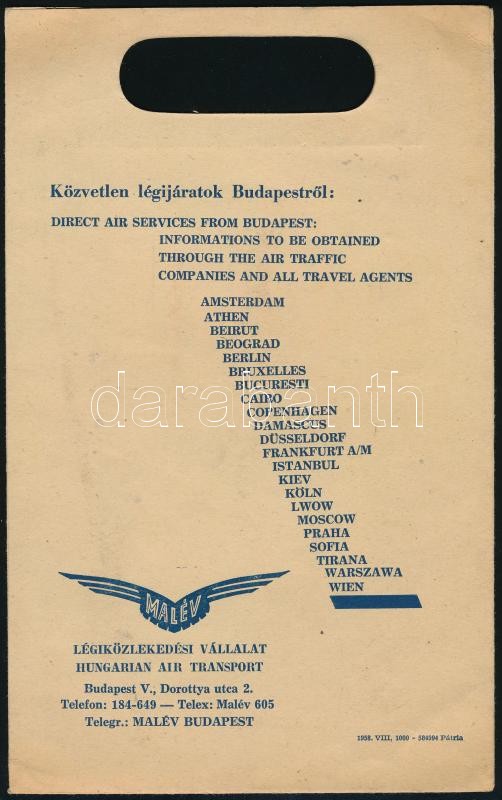 Közvetlen légijáratok Budapestről:
DIRECT AIR SERVICES FROM BUDAPEST:
INFORMATIONS TO BE OBTAINED
THROUGH THE AIR TRAFFIC
COMPANIES AND ALL TRAVEL AGENTS
AMSTERDAM
ATHEN
BEIRUT
BEOGRAD
BERLIN
BRUXELLES
BUCURESTI
CAIRO
COPENHAGEN
DAMASCUS
DÜSSELDORF
FRANKFURT A/M
ISTANBUL
KIEV
KÖLN
LWOW
MOSCOW
PRAHA
SOFIA
TIRANA
WARSZAWA
WIEN
darabanth
MALÉV
LÉGIKÖZLEKEDÉSI VÁLLALAT
HUNGARIAN AIR TRANSPORT
Budapest V., Dorottya utca 2.
Telefon: 184-649 — Telex: Malév 605
Telegr.: MALÉV BUDAPEST
1958. VIII, 1000 - 584994 Pátria